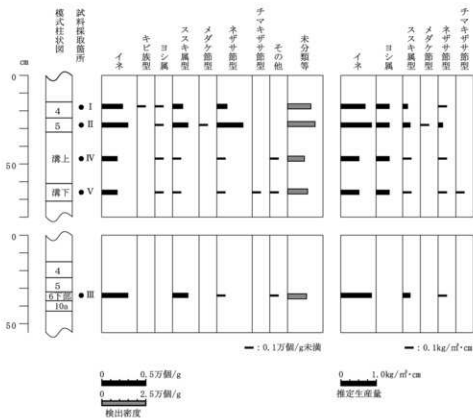 模式柱状図
試料採取箇所
イネ
キビ族型
ヨシ属
ススキ属型
メダケ節型
ネザサ節型
チマキザサ節型
その他
未分類等
イネ
ヨシ属
ススキ属型
メダケ節型
ネザサ節型
チマキザサ節型
cm
0
50
4
5
溝上
溝下
I
II
IV
V
0
50
4
5
6下部
10a
III
:0.1万個/g未満
:0.1kg/㎡・cm
0 0.5万個/g
0 2.5万個/g
検出密度
0 1.0kg/㎡・cm
推定生産量